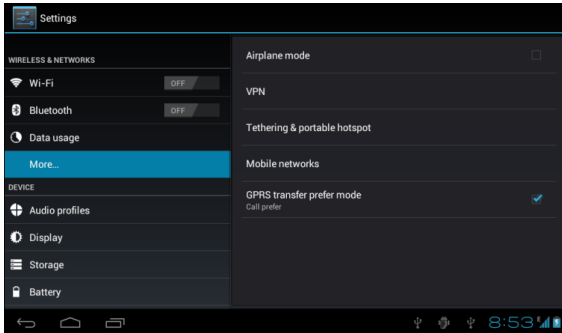 Settings
WIRELESS & NETWORKS
Wi-Fi
OFF
Bluetooth
OFF
Data usage
More...
DEVICE
Audio profiles
Display
Storage
Battery
Airplane mode
VPN
Tethering & portable hotspot
Mobile networks
GPRS transfer prefer mode
Call prefer
8:53